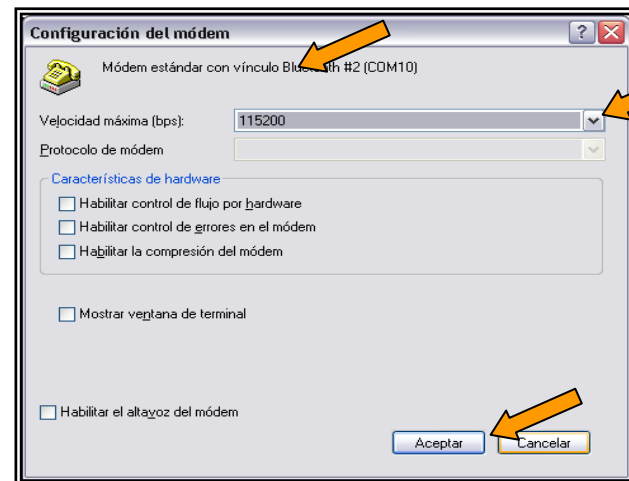 Configuración del módem
Módem estándar con vínculo Bluetooth #2 (COM10)
Velocidad máxima (bps): 115200
Protocolo de módem
Características de hardware
Habilitar control de flujo por hardware
Habilitar control de errores en el módem
Habilitar la compresión del módem
Mostrar ventana de terminal
Habilitar el altavoz del módem
Aceptar Cancelar